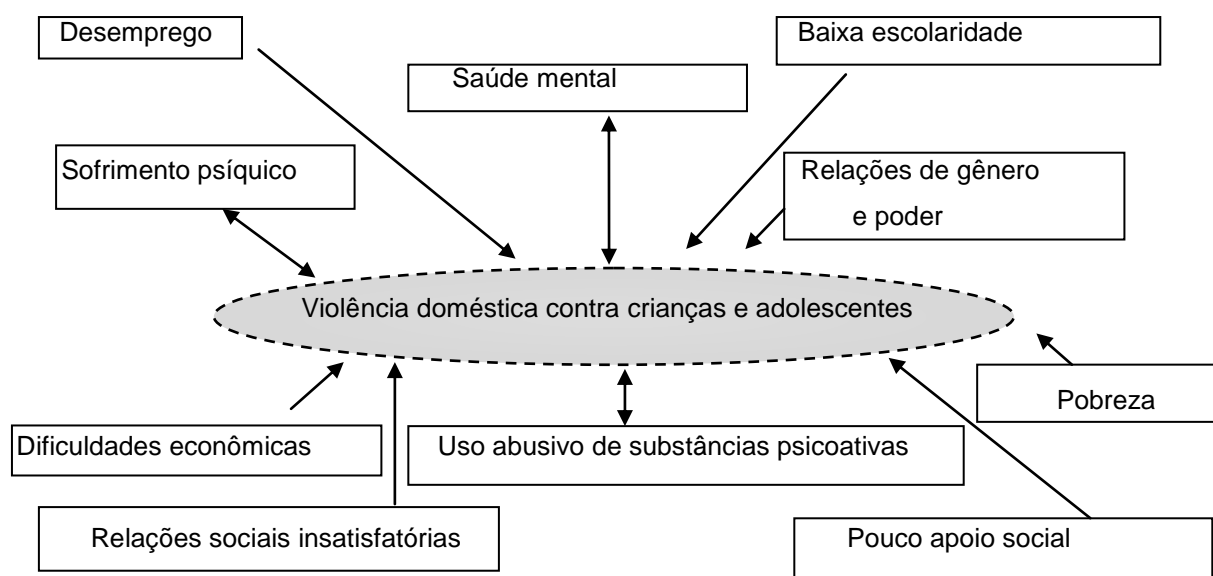 Desemprego
Baixa escolaridade
Saúde mental
Sofrimento psíquico
Relações de gênero
e poder
Violência doméstica contra crianças e adolescentes
Pobreza
Dificuldades econômicas
Uso abusivo de substâncias psicoativas
Relações sociais insatisfatórias
Pouco apoio social